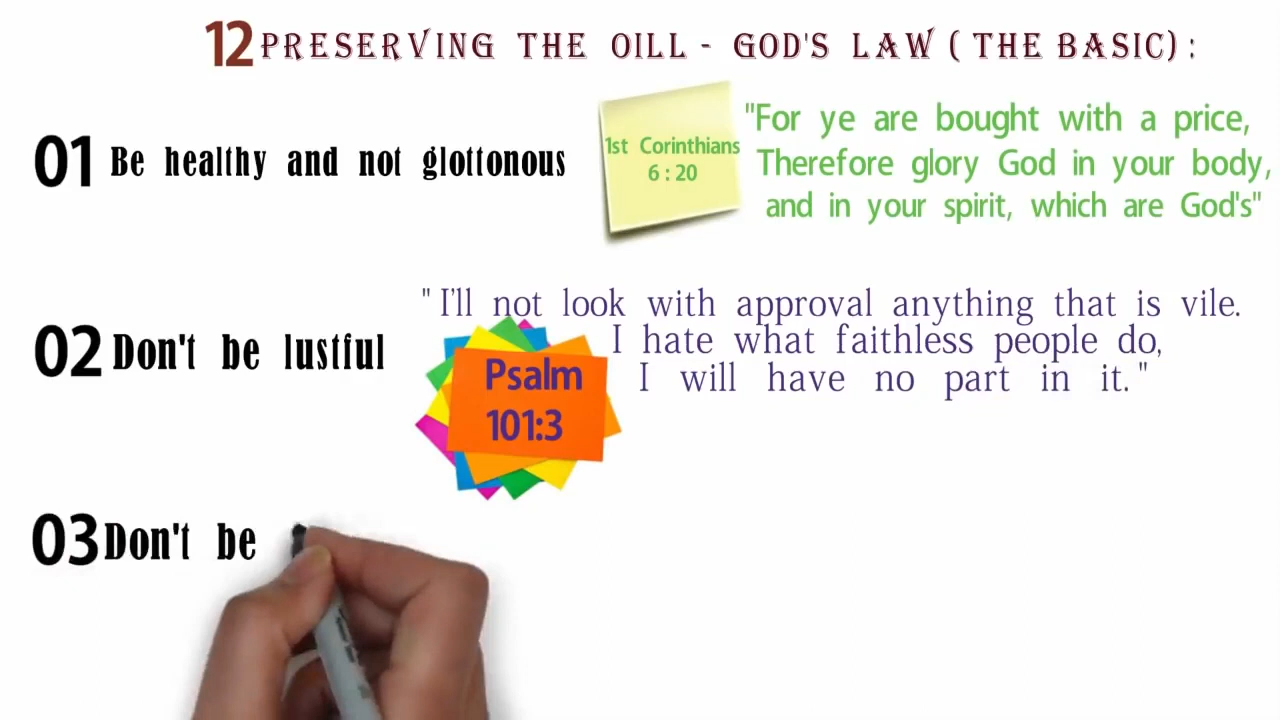 12 PRESERVING THE OILL - GOD'S LAW ( THE BASIC) :
01 Be healthy and not glottonous
1st Corinthians
6 : 20
"For ye are bought with a price,
Therefore glory God in your body,
and in your spirit, which are God's"
02 Don't be lustful
Psalm
101:3
" I'll not look with approval anything that is vile.
I hate what faithless people do,
I will have no part in it. "
03 Don't be